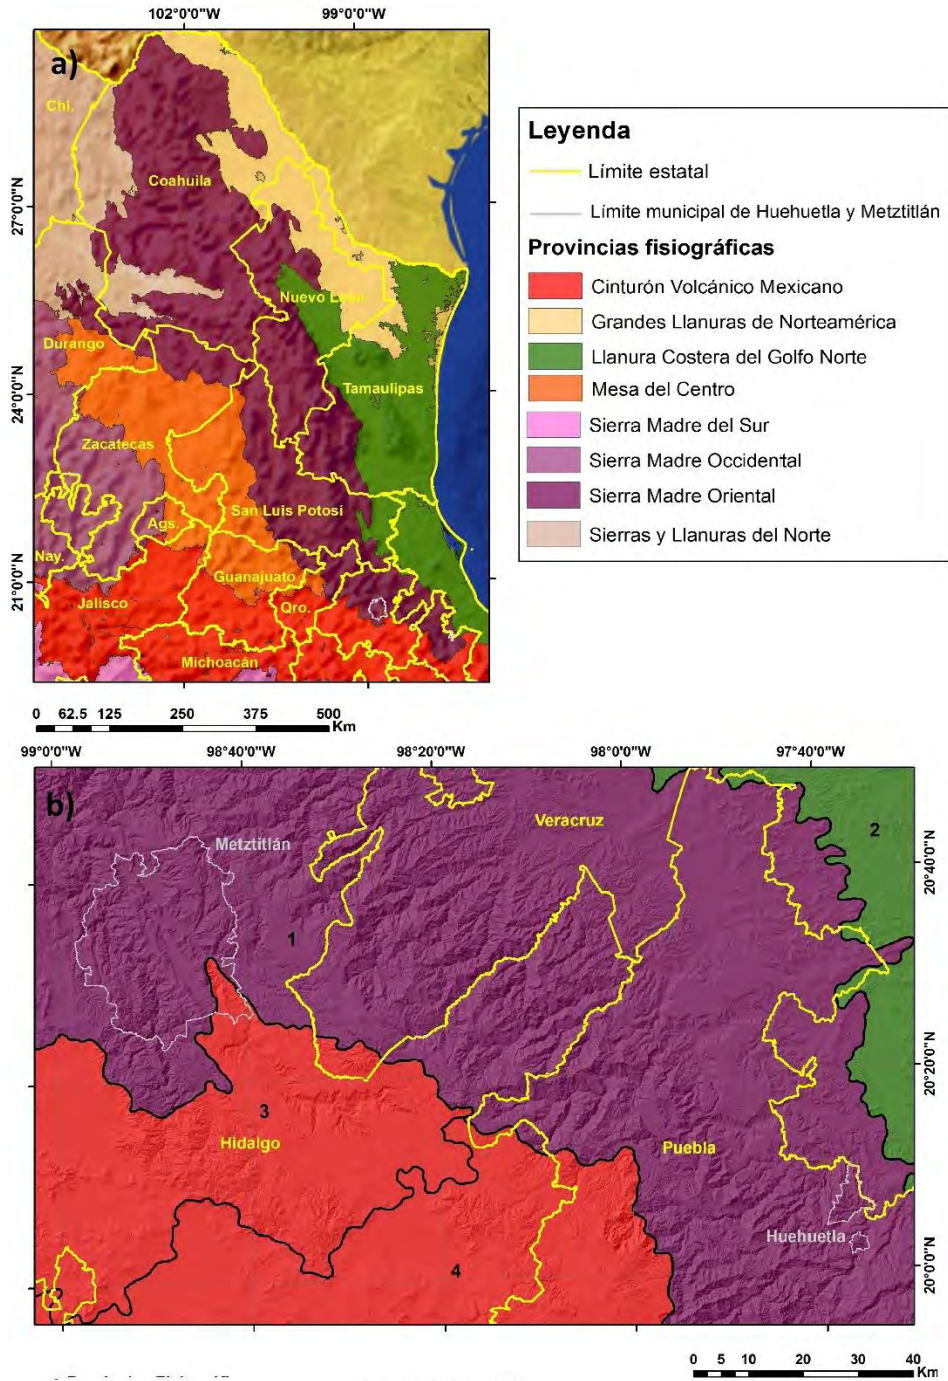 102°0'0"W 99°0'0"W
a)
Chi.
Coahuila
27°0'0"N
Nuevo León
Durango
Tamaulipas
24°0'0"N
Zacatecas
San Luis Potosí
Ags.
Nay.
Guanajuato
21°0'0"N
Jalisco
Qro.
Michoacán
0 62.5 125 250 375 500
Km
Leyenda
Límite estatal
Límite municipal de Huehuetla y Metztitlán
Provincias fisiográficas
Cinturón Volcánico Mexicano
Grandes Llanuras de Norteamérica
Llanura Costera del Golfo Norte
Mesa del Centro
Sierra Madre del Sur
Sierra Madre Occidental
Sierra Madre Oriental
Sierras y Llanuras del Norte
99°0'0"W 98°40'0"W 98°20'0"W 98°0'0"W 97°40'0"W
b)
Veracruz
2
Metztitlán
20°40'0"N
1
20°20'0"N
3
Hidalgo
Puebla
Huehuetla
20°0'0"N
4
0 5 10 20 30 40
Km